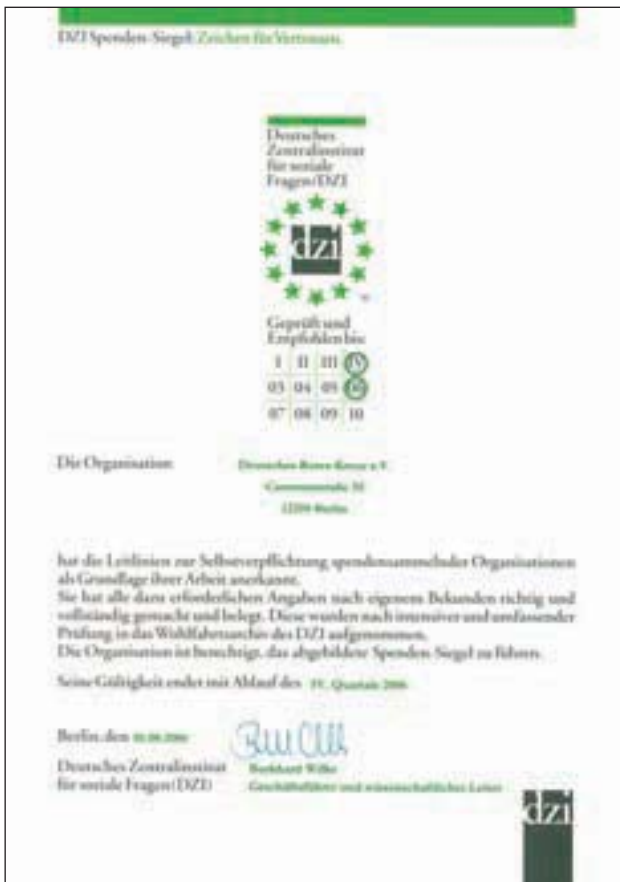 DZI Spenden-Siegel: Zeichen für Vertrauen.
Deutsches
Zentralinstitut
für soziale
Fragen/DZI
dzi
Geprüft und
Empfohlen bis:
I II III IV
03 04 05 06
07 08 09 10
Die Organisation
Deutsches Rotes Kreuz e.V.
12205 Berlin
hat die Leitlinien zur Selbstverpflichtung spendensammelnder Organisationen
als Grundlage ihrer Arbeit anerkannt.
Sie hat alle dazu erforderlichen Angaben nach eigenem Bekunden richtig und
vollständig gemacht und belegt. Diese wurden nach intensiver und umfassender
Prüfung in das Wohlfahrtsarchiv des DZI aufgenommen.
Die Organisation ist berechtigt, das abgebildete Spenden-Siegel zu führen.
Seine Gültigkeit endet mit Ablauf des IV. Quartals 2006
Berlin, den
Deutsches Zentralinstitut Burkhard Wilke
für soziale Fragen (DZI) Geschäftsführer und wissenschaftlicher Leiter
dzi